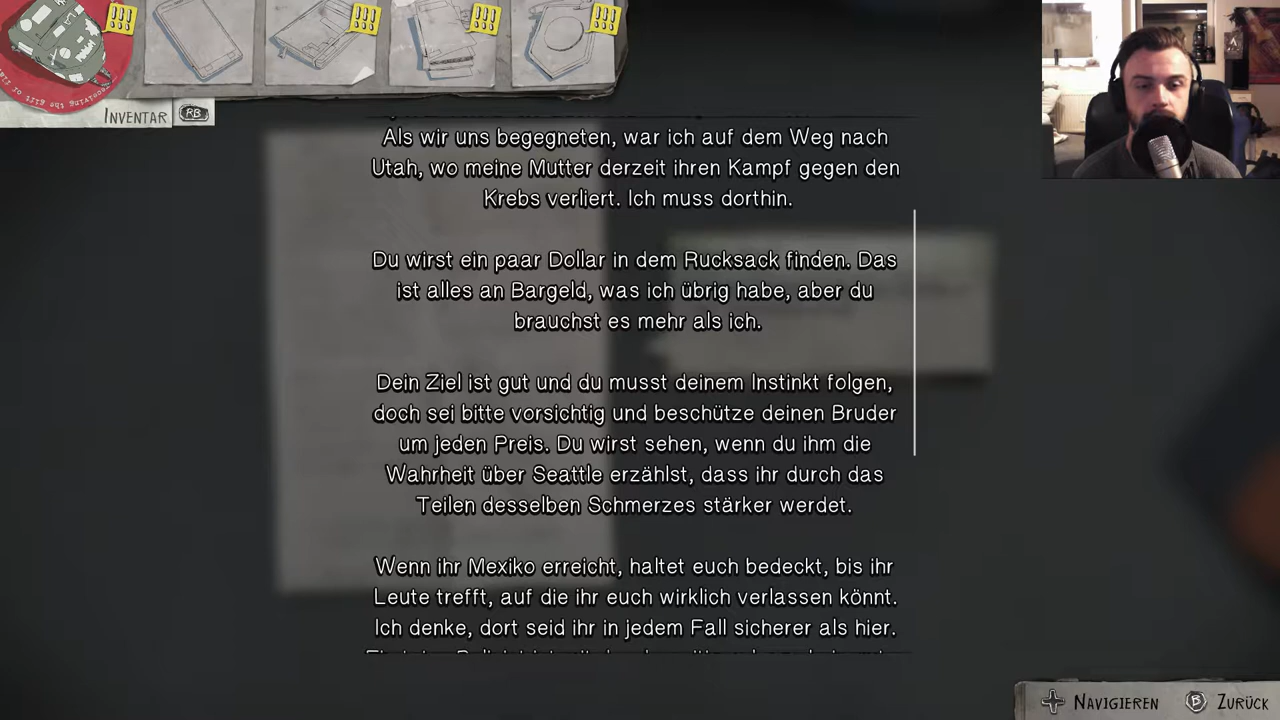 INVENTAR
RB
Als wir uns begegneten, war ich auf dem Weg nach
Utah, wo meine Mutter derzeit ihren Kampf gegen den
Krebs verliert. Ich muss dorthin.
Du wirst ein paar Dollar in dem Rucksack finden. Das
ist alles an Bargeld, was ich übrig habe, aber du
brauchst es mehr als ich.
Dein Ziel ist gut und du musst deinem Instinkt folgen,
doch sei bitte vorsichtig und beschütze deinen Bruder
um jeden Preis. Du wirst sehen, wenn du ihm die
Wahrheit über Seattle erzählst, dass ihr durch das
Teilen desselben Schmerzes stärker werdet.
Wenn ihr Mexiko erreicht, haltet euch bedeckt, bis ihr
Leute trefft, auf die ihr euch wirklich verlassen könnt.
Ich denke, dort seid ihr in jedem Fall sicherer als hier.
NAVIGIEREN
B
ZURÜCK